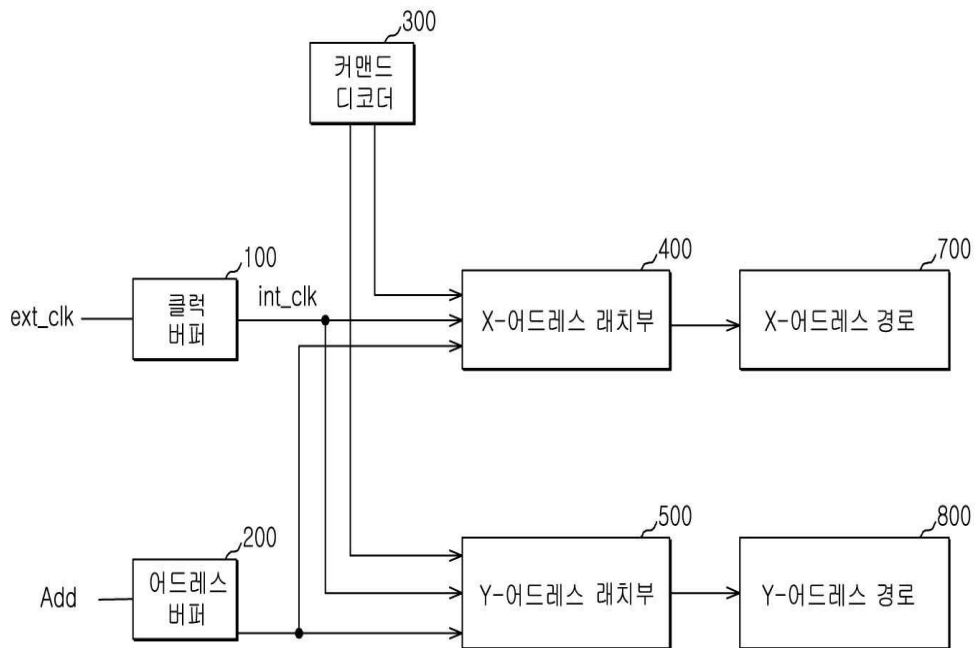 300
커맨드
디코더
100
400
700
ext_clk
클럭
버퍼
int_clk
X-어드레스 래치부
X-어드레스 경로
200
500
800
Add
어드레스
버퍼
Y-어드레스 래치부
Y-어드레스 경로